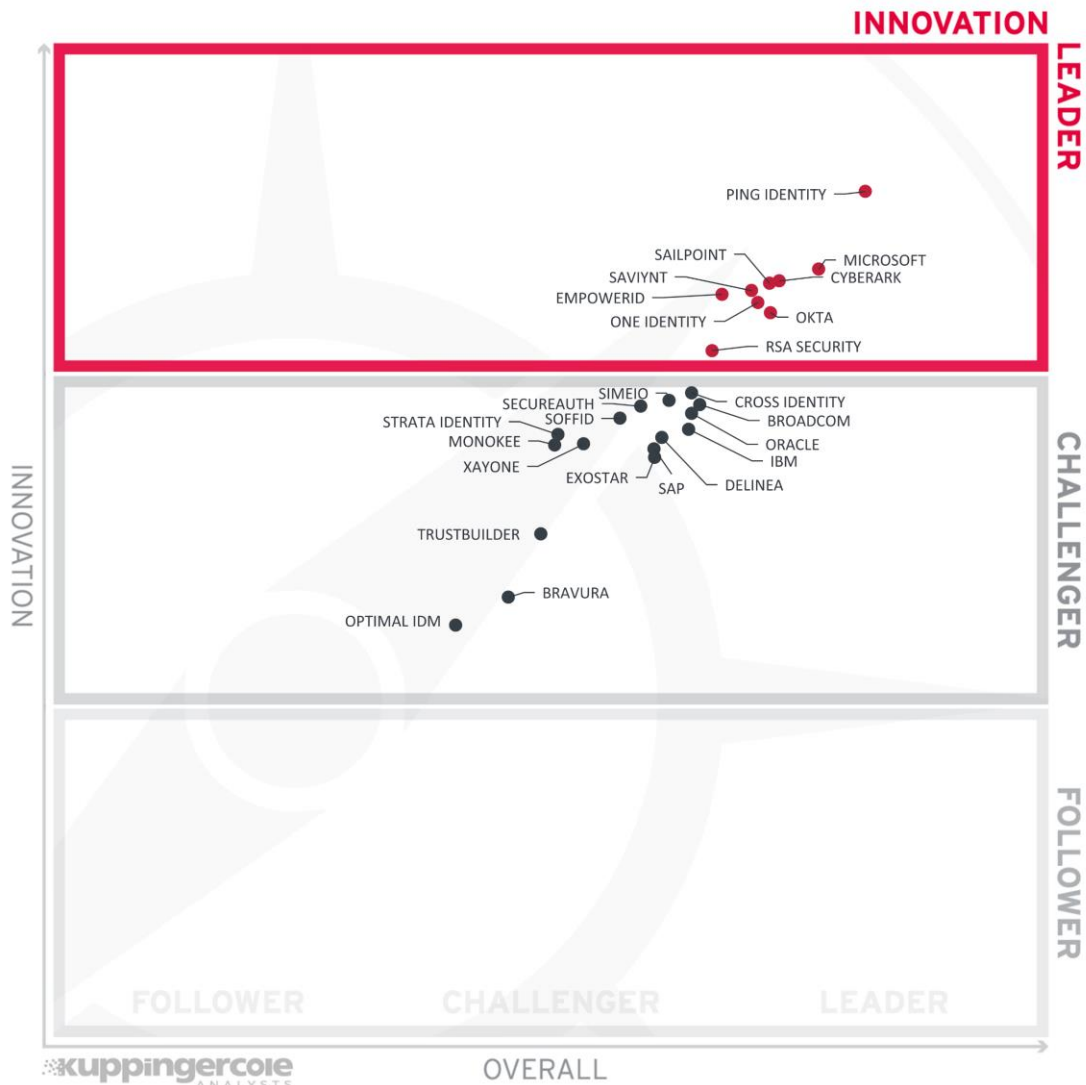 INNOVATION
LEADER
PING IDENTITY
SAILPOINT
MICROSOFT
SAVIYNT
CYBERARK
EMPOWERID
ONE IDENTITY
OKTA
RSA SECURITY
SIMEIO
CROSS IDENTITY
SECUREAUTH
BROADCOM
SOFFID
STRATA IDENTITY
MONOKEE
ORACLE
IBM
XAYONE
EXOSTAR
SAP
DELINEA
CHALLENGER
INNOVATION
TRUSTBUILDER
BRAVURA
OPTIMAL IDM
FOLLOWER
FOLLOWER
CHALLENGER
LEADER
kuppingercole
ANALYSTS
OVERALL